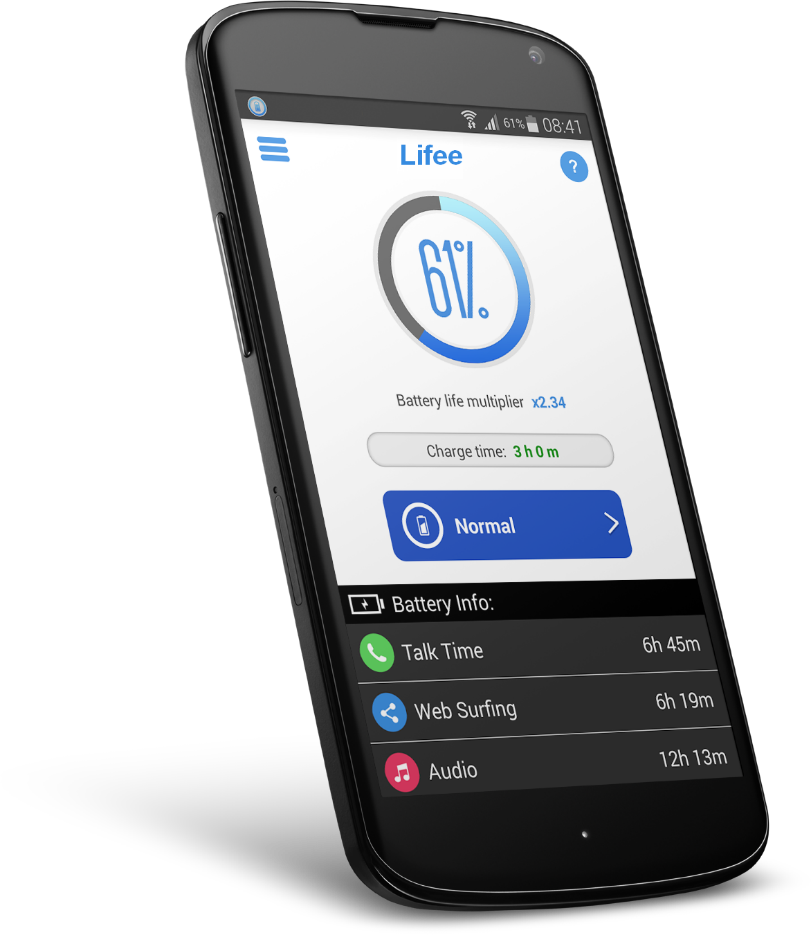 61% 08:41
Lifee
?
61%
Battery life multiplier x2.34
Charge time: 3 h 0 m
Normal
Battery Info:
Talk Time 6h 45m
Web Surfing 6h 19m
Audio 12h 13m